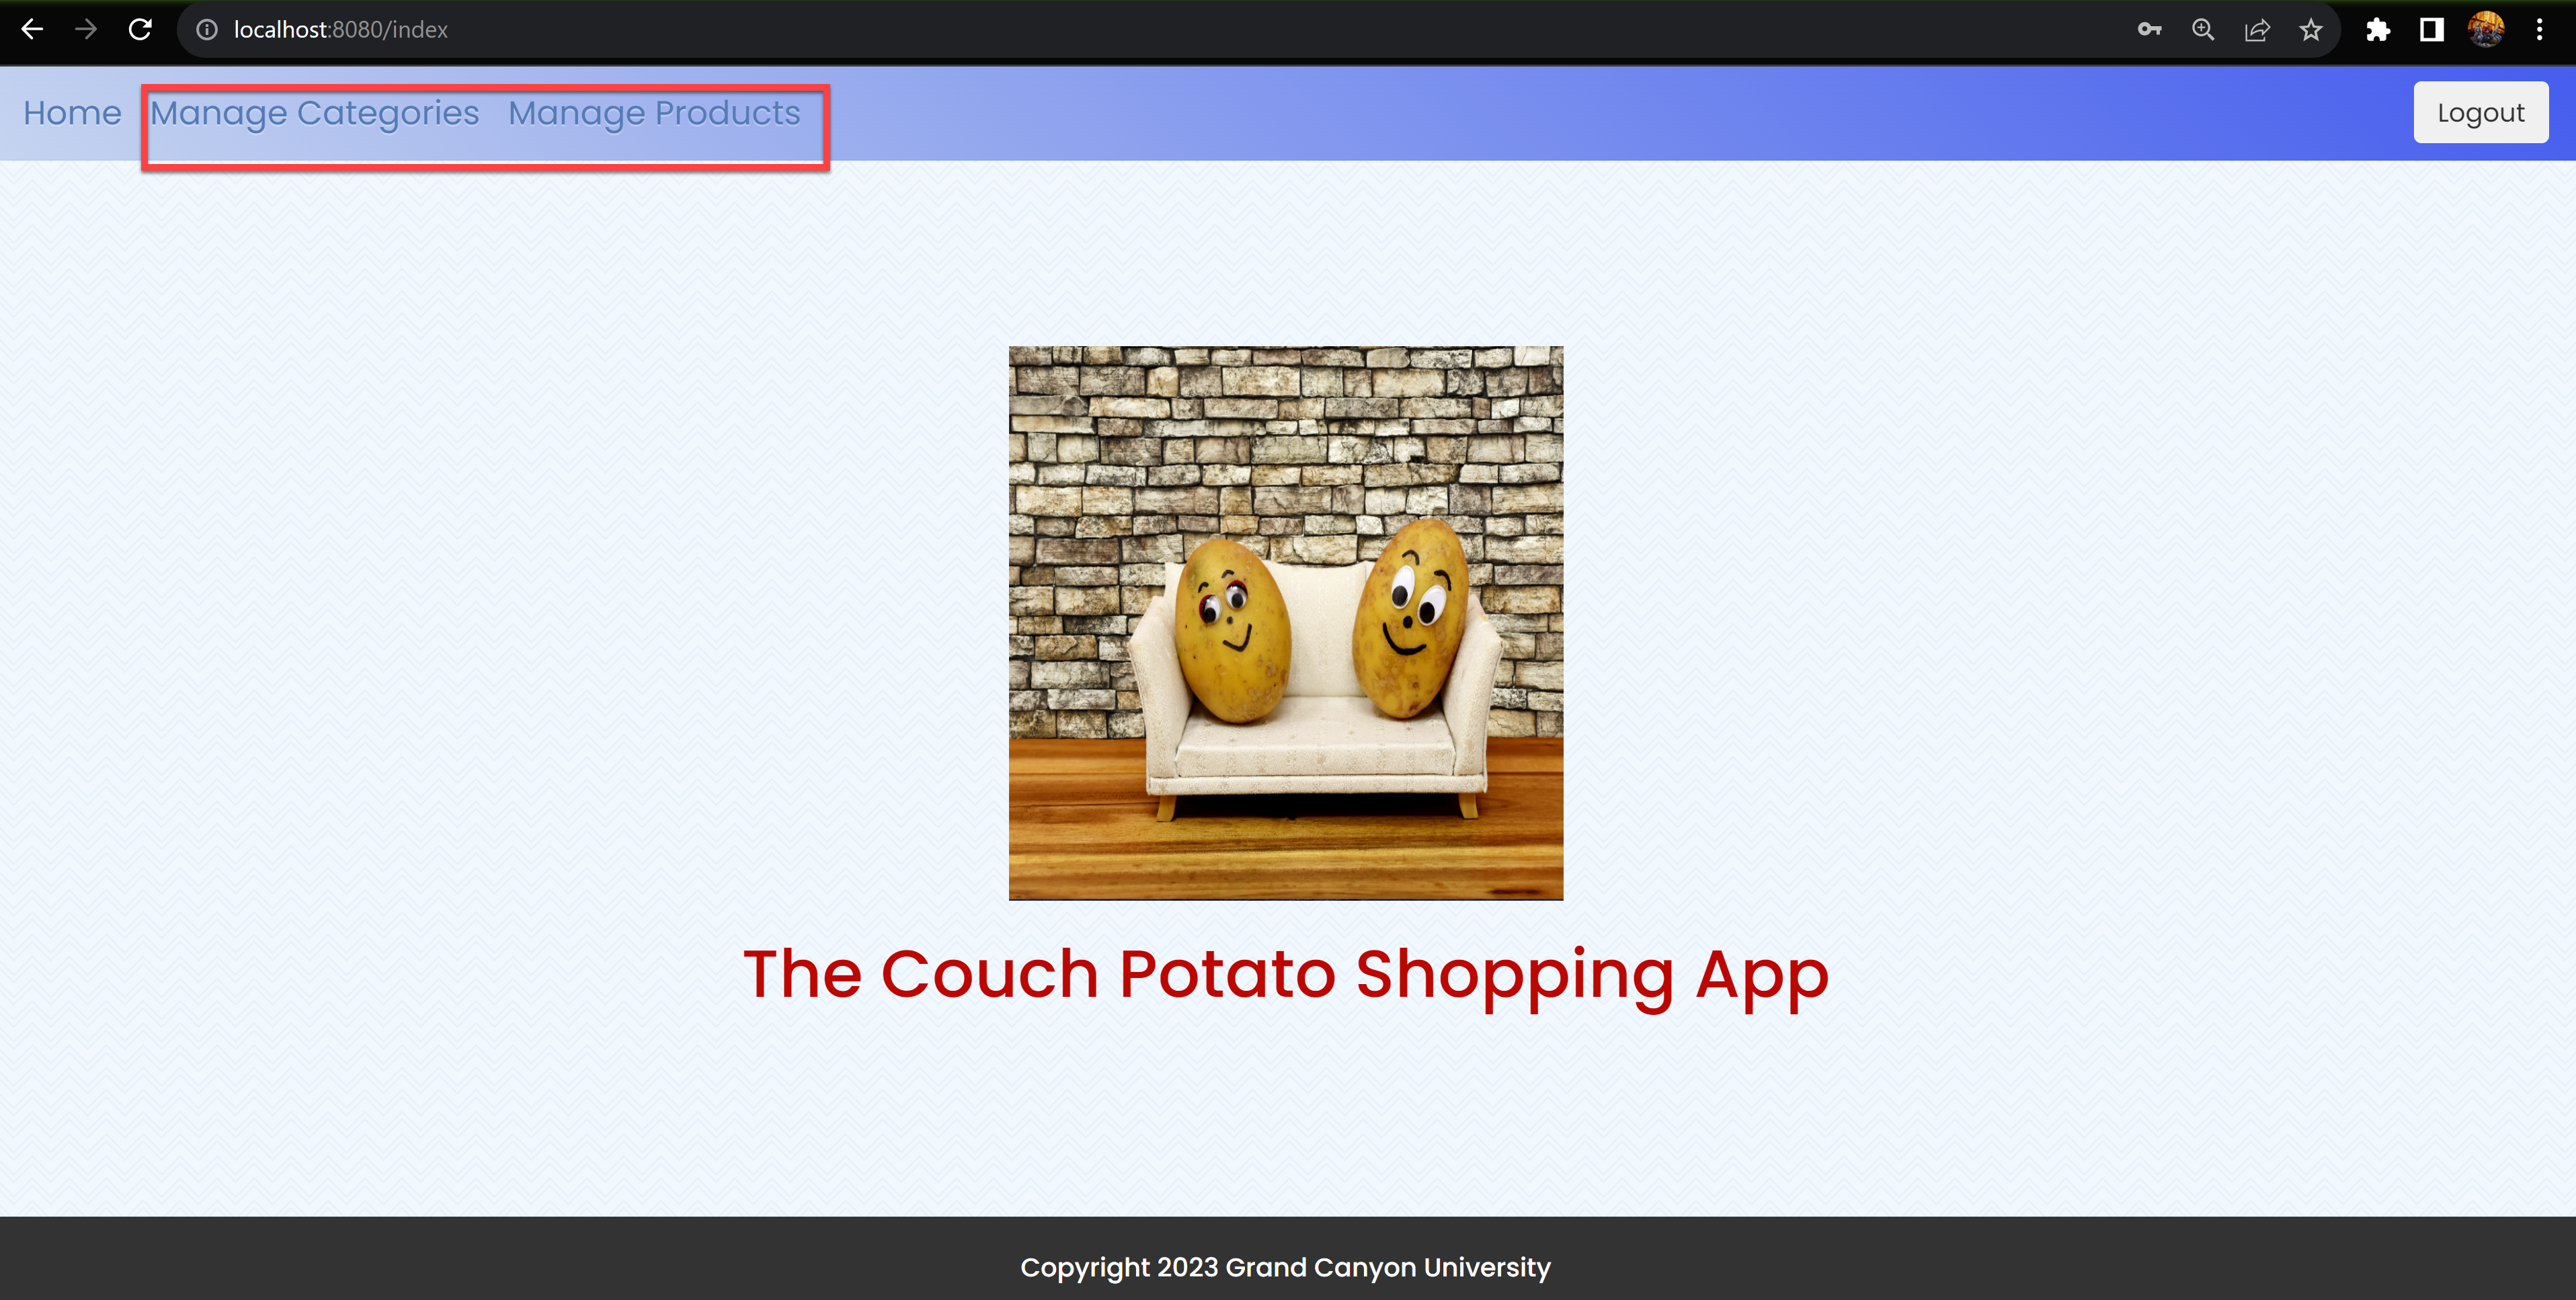 localhost:8080/index
Home Manage Categories Manage Products Logout
The Couch Potato Shopping App
Copyright 2023 Grand Canyon University